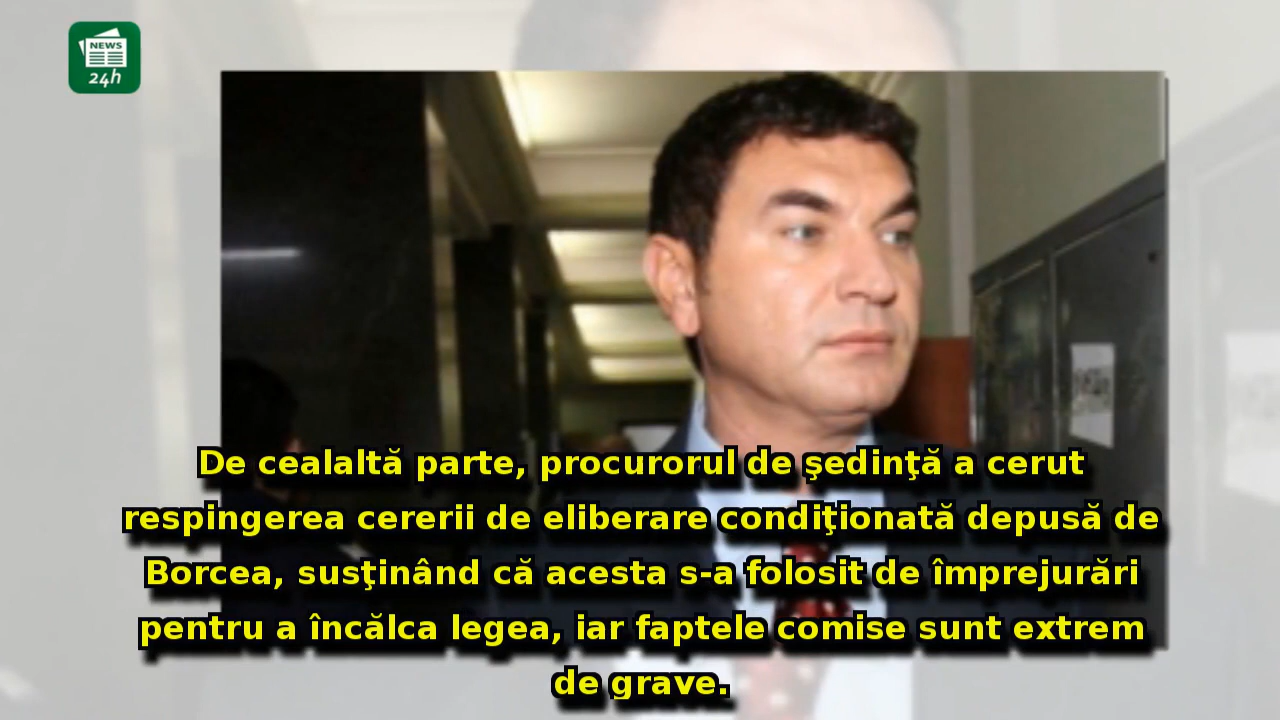 NEWS
24h
De cealaltă parte, procurorul de şedinţă a cerut
respingerea cererii de eliberare condiţionată depusă de
Borcea, susţinând că acesta s-a folosit de împrejurări
pentru a încălca legea, iar faptele comise sunt extrem
de grave.